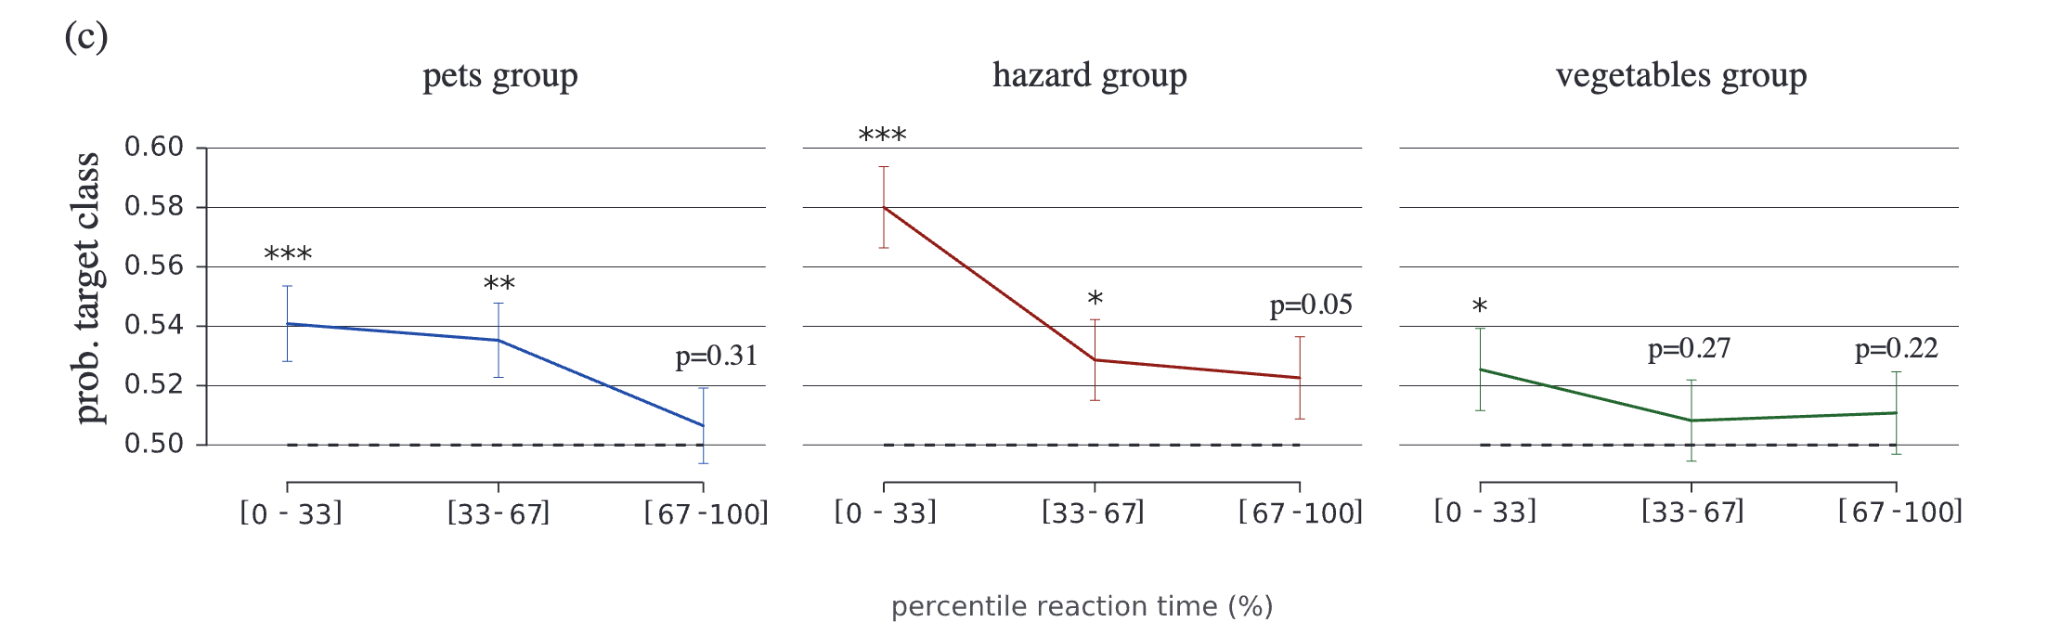 (c)
pets group
hazard group
vegetables group
prob. target class
0.60
0.58
0.56
0.54
0.52
0.50
***
**
p=0.31
***
*
p=0.05
*
p=0.27
p=0.22
[0 - 33]
[33-67]
[67-100]
[0 - 33]
[33-67]
[67-100]
[0 - 33]
[33-67]
[67-100]
percentile reaction time (%)